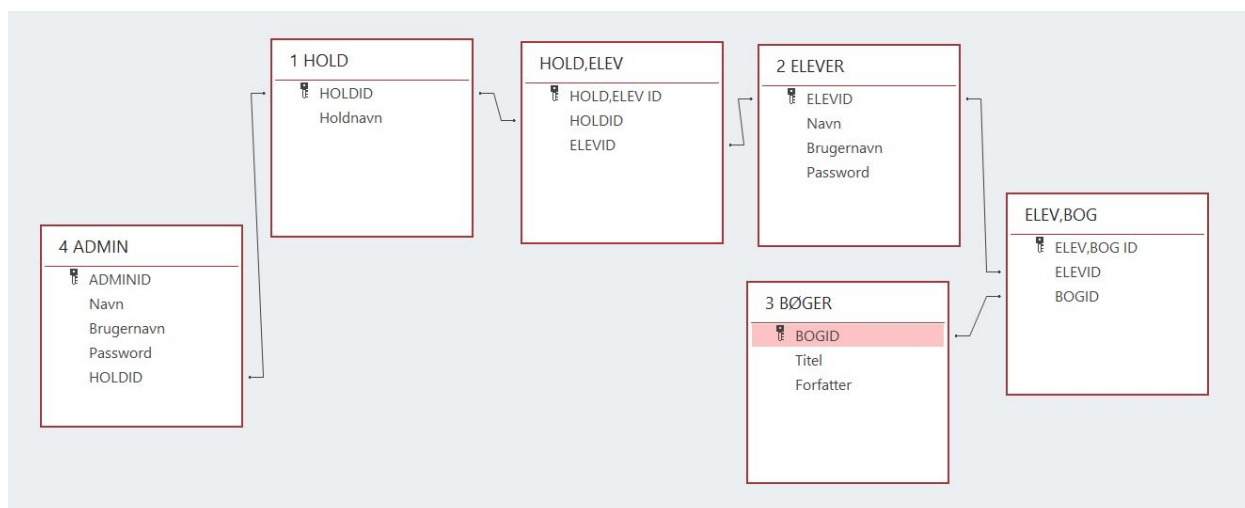 1 HOLD
HOLDID
Holdnavn
HOLD,ELEV
HOLD,ELEV ID
HOLDID
ELEVID
2 ELEVER
ELEVID
Navn
Brugernavn
Password
4 ADMIN
ADMINID
Navn
Brugernavn
Password
HOLDID
3 BØGER
BOGID
Titel
Forfatter
ELEV,BOG
ELEV,BOG ID
ELEVID
BOGID